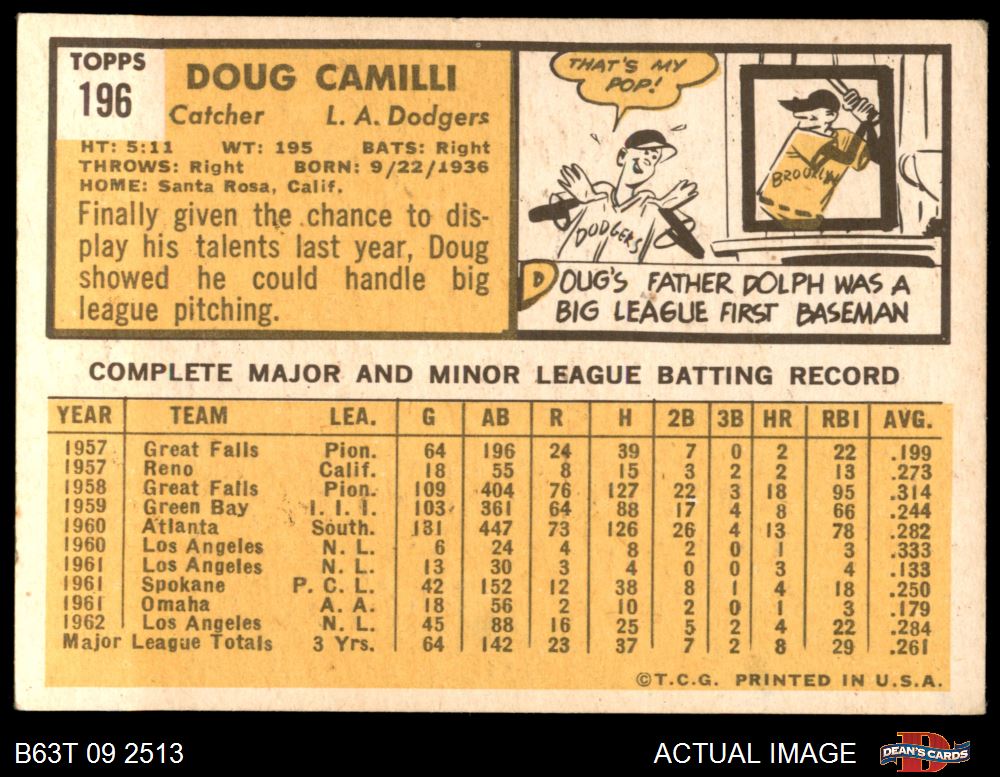 TOPPS
196
DOUG CAMILLI
Catcher L. A. Dodgers
HT: 5:11 WT: 195 BATS: Right
THROWS: Right BORN: 9/22/1936
HOME: Santa Rosa, Calif.
Finally given the chance to dis-
play his talents last year, Doug
showed he could handle big
league pitching.
THAT'S MY
POP!
DODGERS
BROOKLYN
DOUG'S FATHER DOLPH WAS A
BIG LEAGUE FIRST BASEMAN
COMPLETE MAJOR AND MINOR LEAGUE BATTING RECORD
YEAR TEAM LEA. G AB R H 2B 3B HR RBI AVG.
1957 Great Falls Pion. 64 196 24 39 7 0 2 22 .199
1957 Reno Calif. 18 55 8 15 3 2 2 13 .273
1958 Great Falls Pion. 109 404 76 127 22 3 18 95 .314
1959 Green Bay I. I. I. 103 361 64 88 17 4 8 66 .244
1960 Atlanta South. 131 447 73 126 26 4 13 78 .282
1960 Los Angeles N. L. 6 24 4 8 2 0 1 3 .333
1961 Los Angeles N. L. 13 30 3 4 0 0 3 4 .133
1961 Spokane P. C. L. 42 152 12 38 8 1 4 18 .250
1961 Omaha A. A. 18 56 2 10 2 0 1 3 .179
1962 Los Angeles N. L. 45 88 16 25 5 2 4 22 .284
Major League Totals 3 Yrs. 64 142 23 37 7 2 8 29 .261
©T.C.G. PRINTED IN U.S.A.
B63T 09 2513 ACTUAL IMAGE DEAN'S CARDS